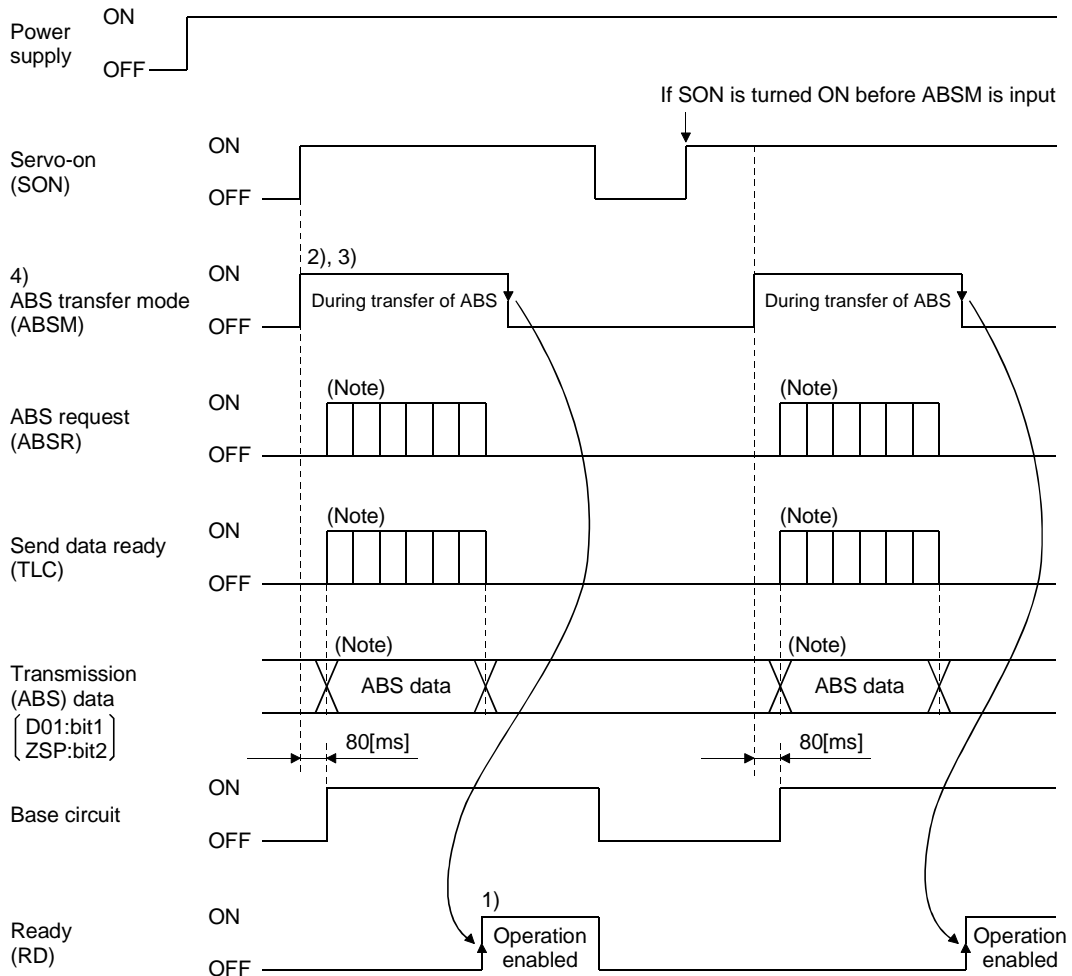 Power
supply
ON
OFF
If SON is turned ON before ABSM is input
Servo-on
(SON)
ON
OFF
4)
ABS transfer mode
(ABSM)
ON
OFF
2), 3)
During transfer of ABS
During transfer of ABS
ABS request
(ABSR)
ON
OFF
(Note)
(Note)
Send data ready
(TLC)
ON
OFF
(Note)
(Note)
Transmission
(ABS) data
D01:bit1
ZSP:bit2
(Note)
ABS data
(Note)
ABS data
80[ms]
80[ms]
Base circuit
ON
OFF
Ready
(RD)
ON
OFF
1)
Operation
enabled
Operation
enabled